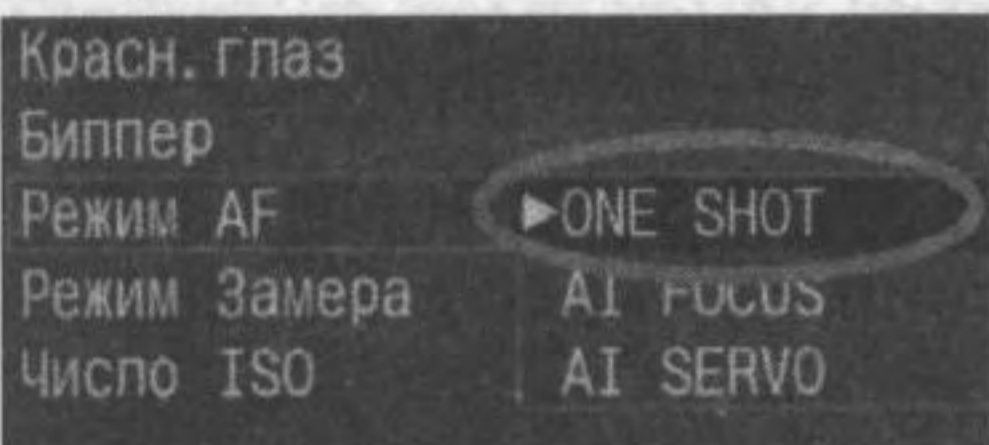 Красн. глаз
Биппер
Режим AF ▶ONE SHOT
Режим Замера AI FOCUS
Число ISO AI SERVO